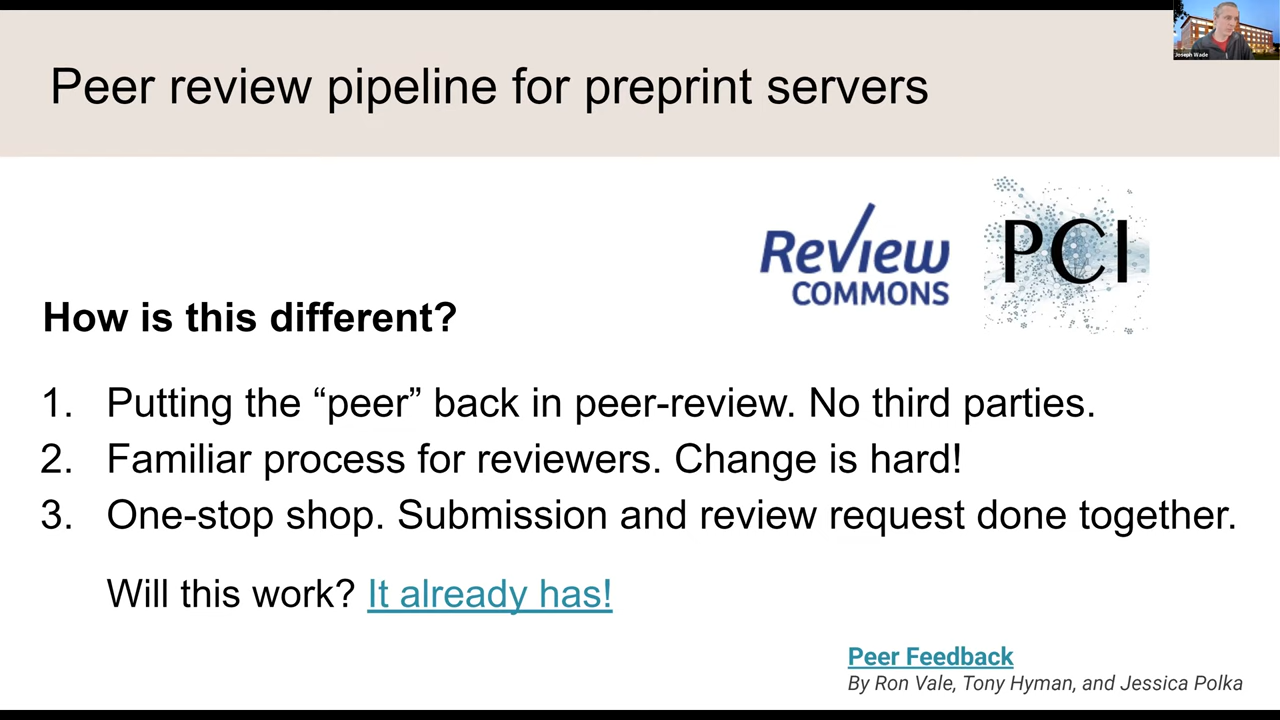 Joseph Wade
Peer review pipeline for preprint servers
Review
COMMONS
PCI
How is this different?
1. Putting the “peer” back in peer-review. No third parties.
2. Familiar process for reviewers. Change is hard!
3. One-stop shop. Submission and review request done together.
Will this work? It already has!
Peer Feedback
By Ron Vale, Tony Hyman, and Jessica Polka